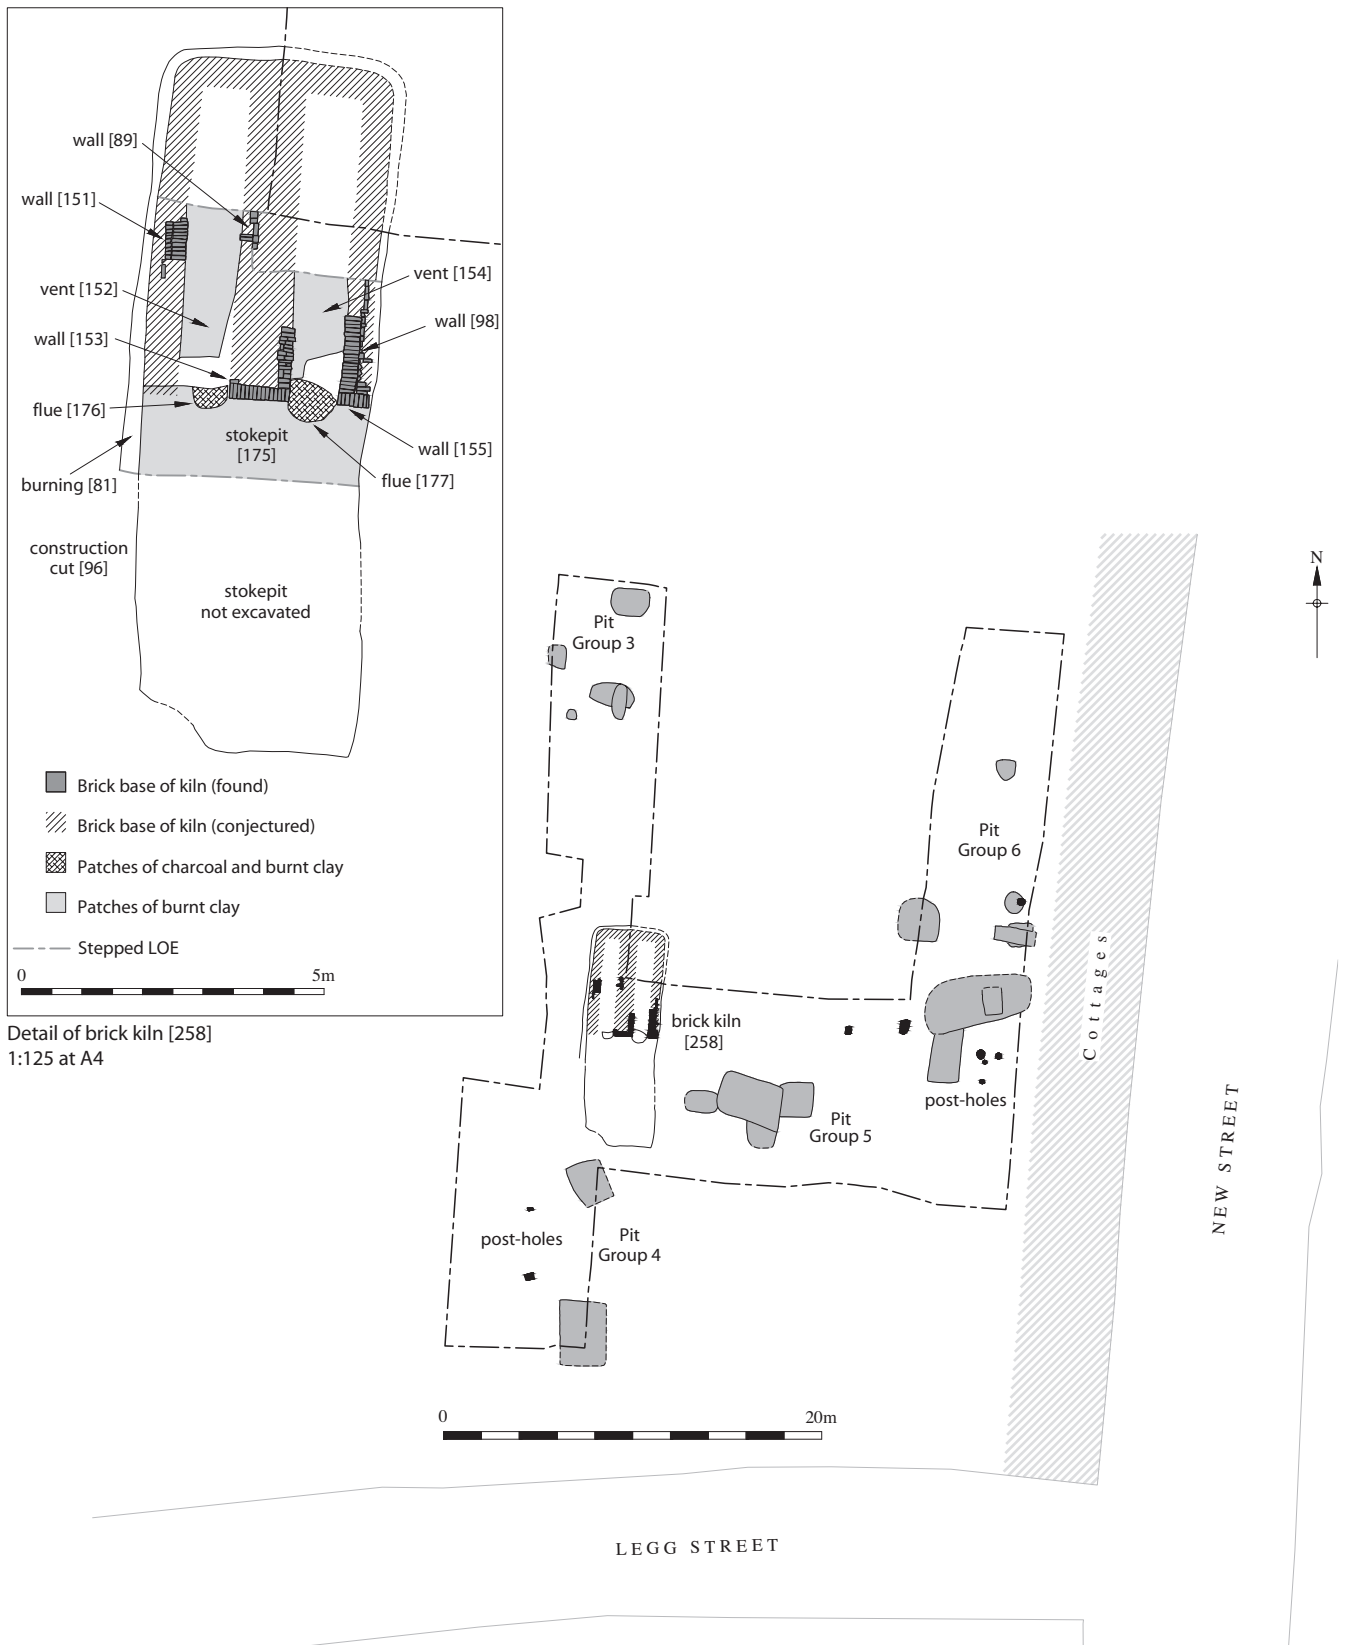 wall [89]
wall [151]
vent [152]
vent [154]
wall [98]
wall [153]
flue [176]
stokepit
[175]
wall [155]
flue [177]
burning [81]
construction
cut [96]
stokepit
not excavated
Brick base of kiln (found)
Brick base of kiln (conjectured)
Patches of charcoal and burnt clay
Patches of burnt clay
Stepped LOE
0 5m
Detail of brick kiln [258]
1:125 at A4
N
Pit
Group 3
Pit
Group 6
Cottages
brick kiln
[258]
post-holes
Pit
Group 5
NEW STREET
post-holes
Pit
Group 4
0 20m
LEGG STREET